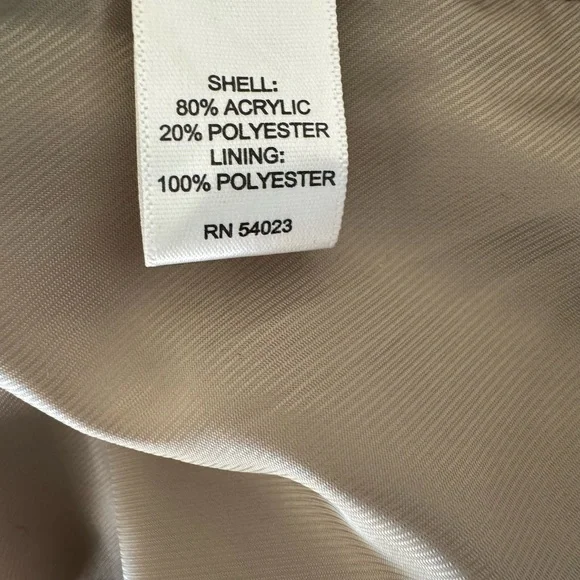 SHELL:
80% ACRYLIC
20% POLYESTER
LINING:
100% POLYESTER
RN 54023